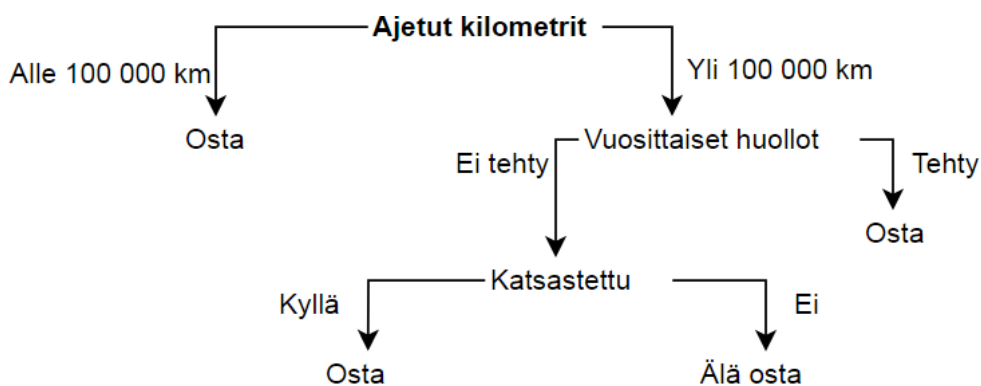 Ajetut kilometrit
Alle 100 000 km
Yli 100 000 km
Osta
Vuosittaiset huollot
Ei tehty
Tehty
Osta
Katsastettu
Kyllä
Ei
Osta
Älä osta